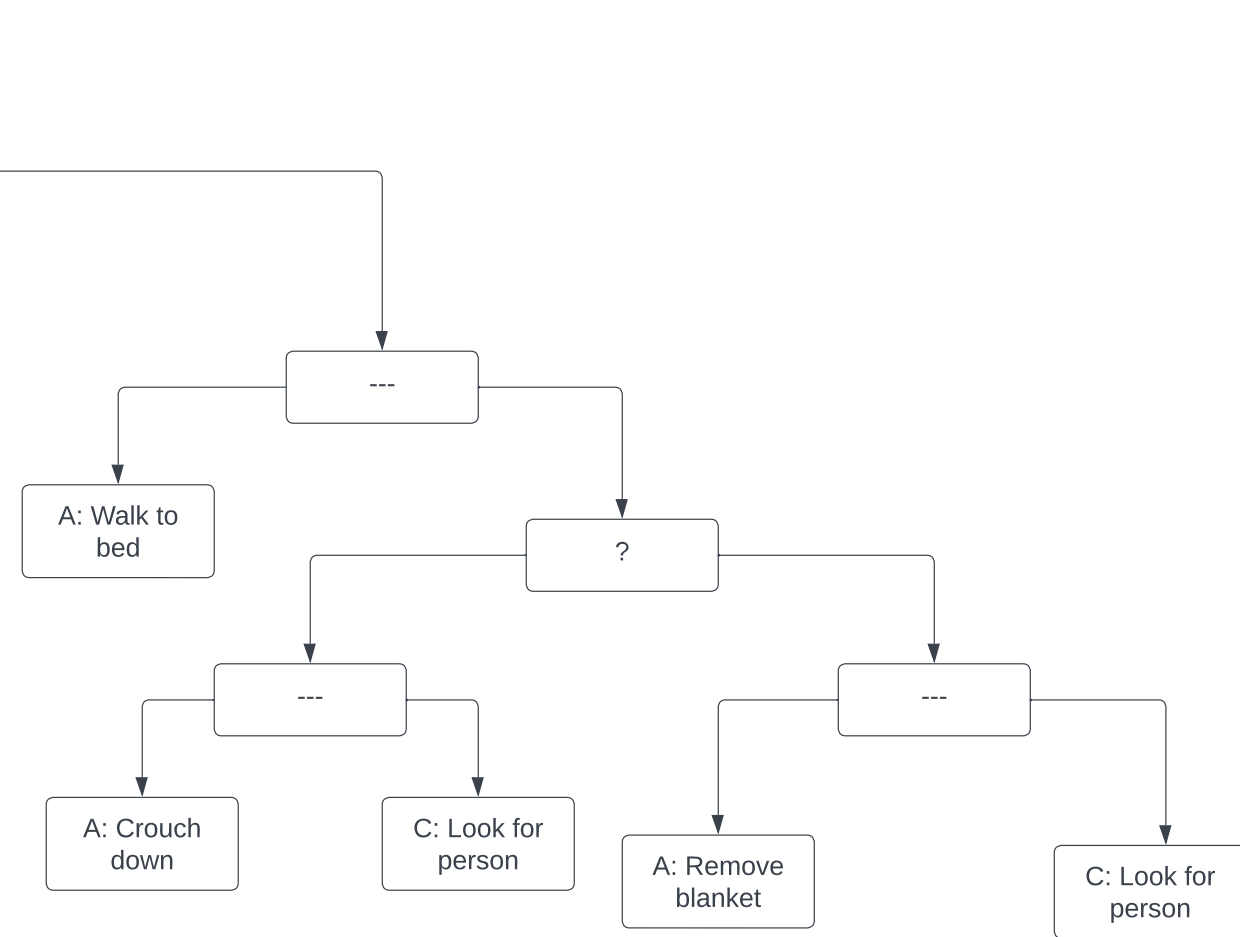 ---
A: Walk to
bed
?
---
---
A: Crouch
down
C: Look for
person
A: Remove
blanket
C: Look for
person